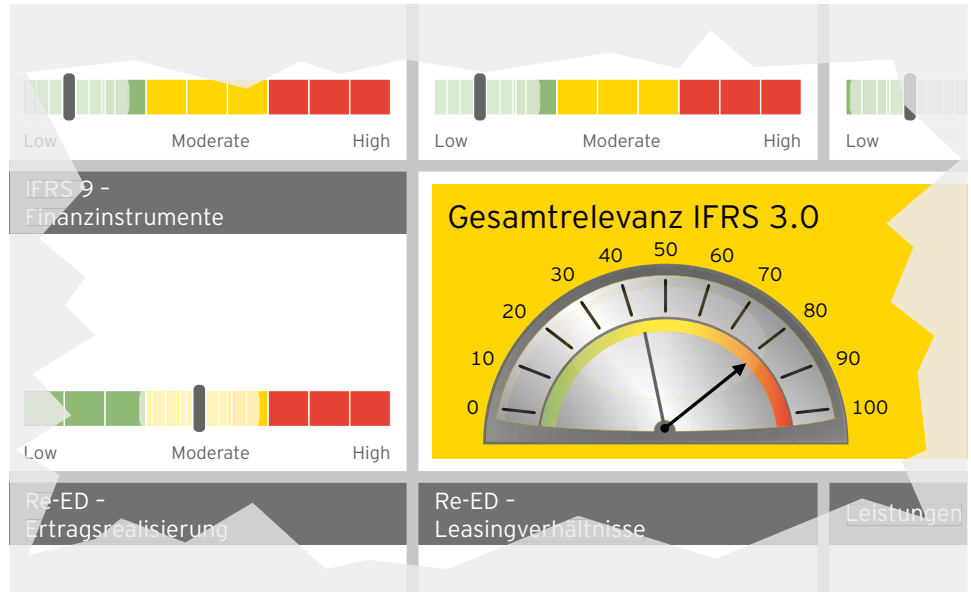 Low Moderate High
Low Moderate High
Low
IFRS 9 –
Finanzinstrumente
Gesamtrelevanz IFRS 3.0
0
10
20
30
40
50
60
70
80
90
100
Low Moderate High
Re-ED –
Ertragsrealisierung
Re-ED –
Leasingverhältnisse
Leistungen